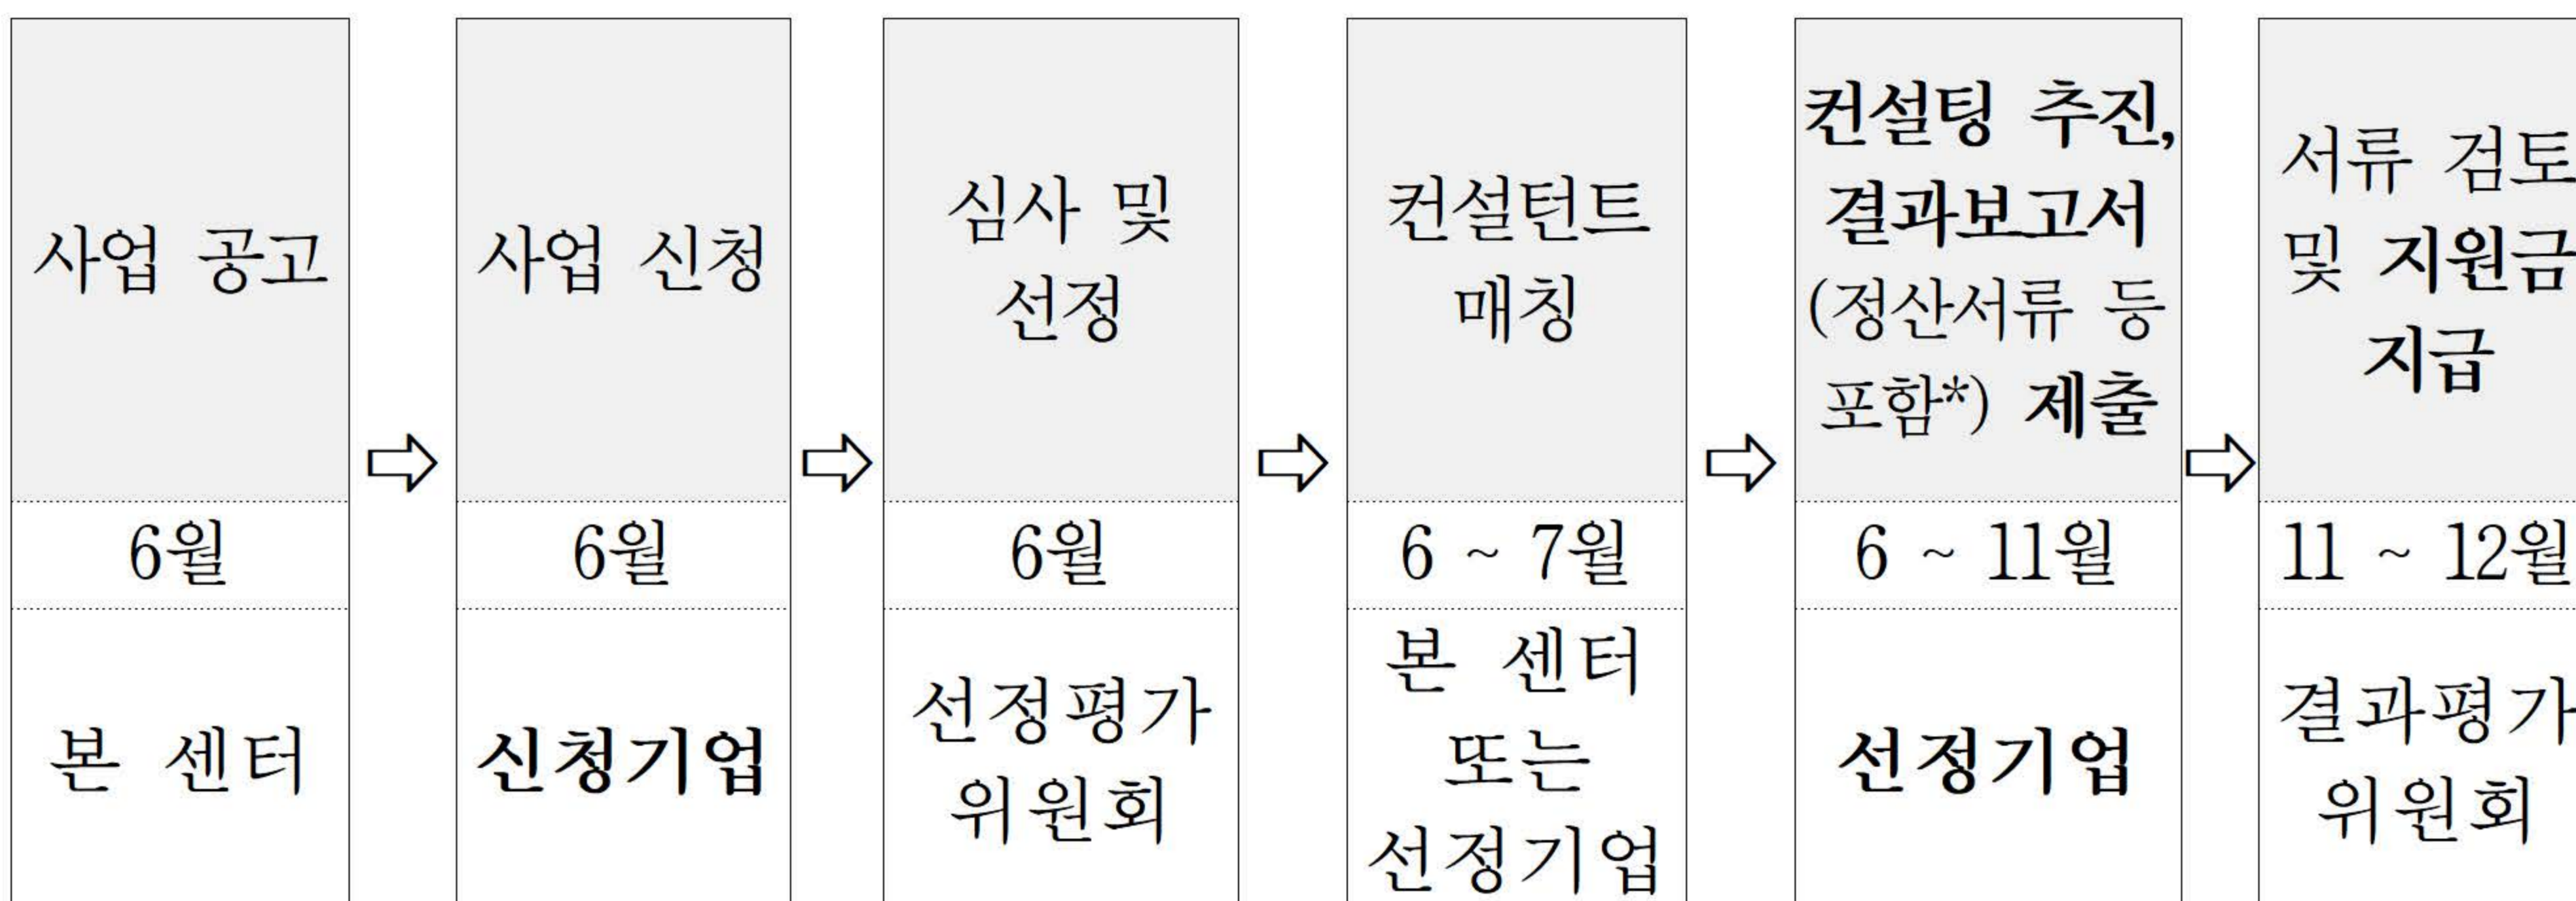 사업 공고
6월
본 센터
사업 신청
6월
신청기업
심사 및
선정
6월
선정평가
위원회
컨설턴트
매칭
6 ~ 7월
본 센터
또는
선정기업
컨설팅 추진,
결과보고서
(정산서류 등
포함*) 제출
6 ~ 11월
선정기업
서류 검토
및 지원금
지급
11 ~ 12월
결과평가
위원회